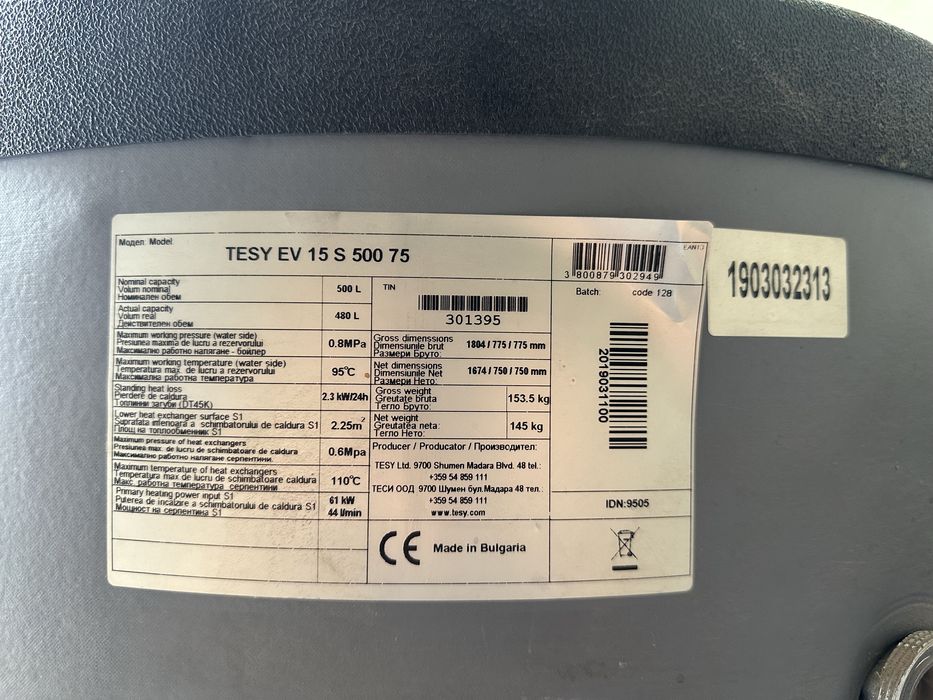 Модел: Model:
TESY EV 15 S 500 75
EAN13
3 800879 302949
1903032313
Nominal capacity
Volum nominal
Номинален обем
500 L
Actual capacity
Volum real
Действителен обем
480 L
Maximum working pressure (water side)
Presiunea maxima de lucru a rezervorului
Максимално работно налягане - бойлер
0.8MPa
Maximum working temperature (water side)
Temperatura max. de lucru a rezervorului
Максимална работна температура
95°C
Standing heat loss
Pierdere de caldura
Топлинни загуби (DT45K)
2.3 kW/24h
Lower heat exchanger surface S1
Suprafata inferioara a schimbatorului de caldura S1
Площ на топлообменник S1
2.25m²
Maximum pressure of heat exchangers
Presiunea max. de lucru de schimbatoare de caldura
Максимално работно налягане серпентини.
0.6Mpa
Maximum temperature of heat exchangers
Temperatura max de lucru de schimbatoare caldura
Макс. работна температура серпентини
110°C
Primary heating power input S1
Puterea de incalzire a schimbatorului de caldura S1
Мощност на серпентина S1
61 kW
44 l/min
TIN
301395
Gross dimenssions
Dimensiunile brut
Размери Бруто:
1804 / 775 / 775 mm
Net dimenssions
Dimensiunile Net
Размери Нето:
1674 / 750 / 750 mm
Gross weight
Greutate bruta
Тегло бруто:
153.5 kg
Net weight
Greutatea neta:
Тегло Нето:
145 kg
Producer / Producator / Производител:
TESY Ltd. 9700 Shumen Madara Blvd. 48 tel.:
+359 54 859 111
ТЕСИ ООД 9700 Шумен бул.Мадара 48 тел.:
+359 54 859 111
www.tesy.com
CE Made in Bulgaria
Batch: code 128
2019031100
IDN:9505